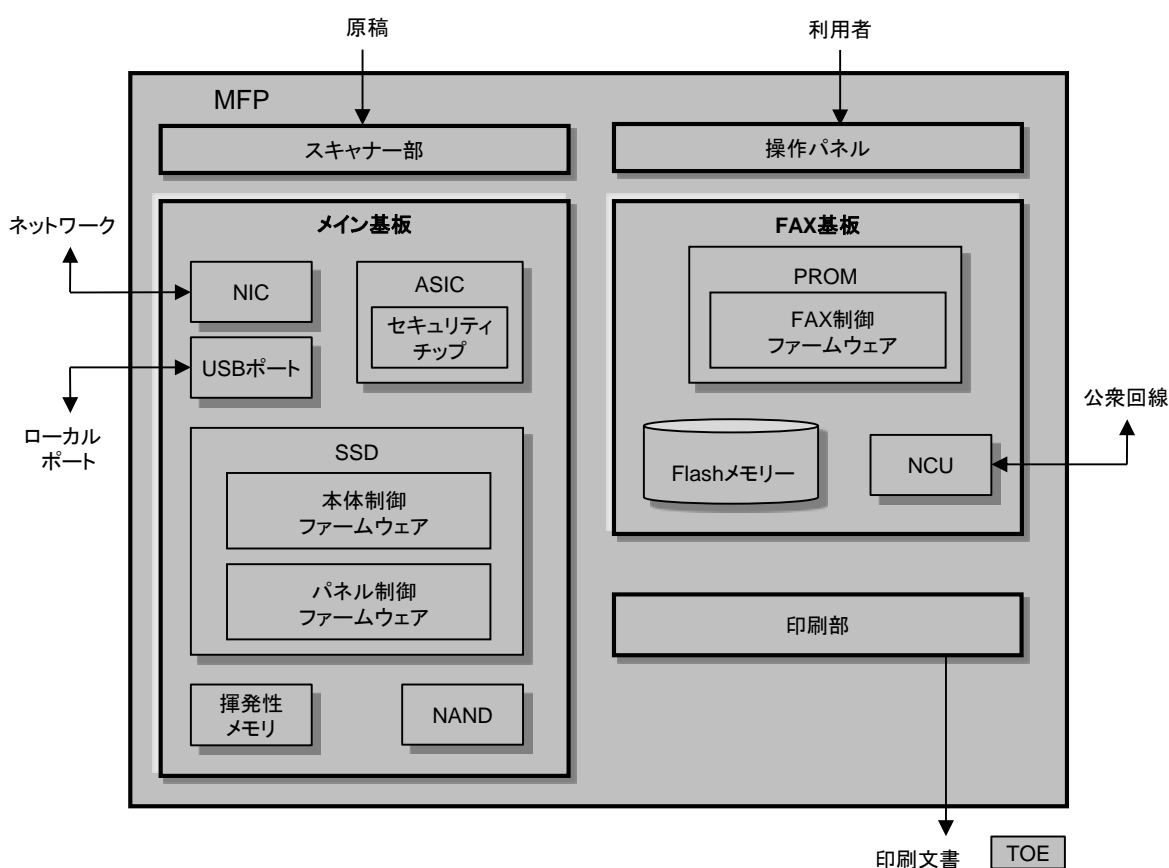 原稿
利用者
MFP
スキャナー部
操作パネル
ネットワーク
メイン基板
FAX基板
NIC
ASIC
セキュリティ
チップ
PROM
FAX制御
ファームウェア
USBポート
ローカル
ポート
公衆回線
SSD
本体制御
ファームウェア
パネル制御
ファームウェア
Flashメモリー
NCU
印刷部
揮発性
メモリ
NAND
印刷文書
TOE